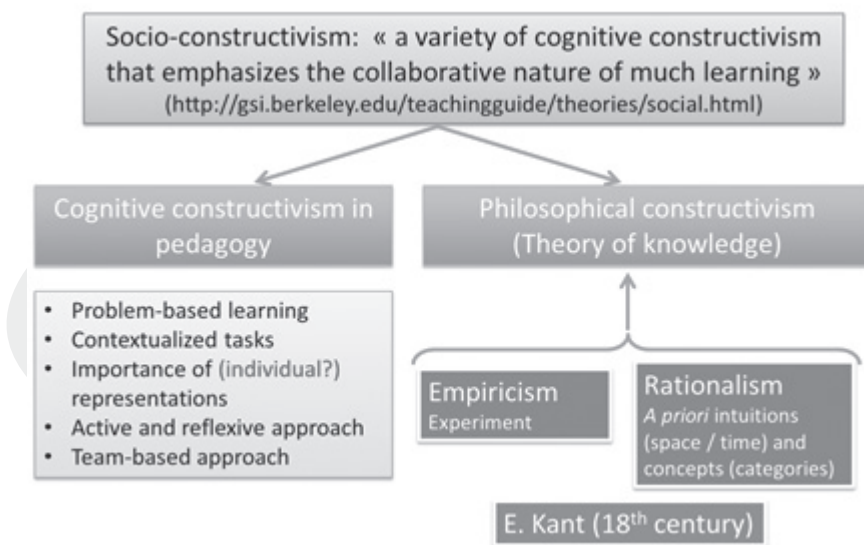 Socio-constructivism: « a variety of cognitive constructivism
that emphasizes the collaborative nature of much learning »
(http://gsi.berkeley.edu/teachingguide/theories/social.html)
Cognitive constructivism in
pedagogy
Philosophical constructivism
(Theory of knowledge)
• Problem-based learning
• Contextualized tasks
• Importance of (individual?)
representations
• Active and reflexive approach
• Team-based approach
Empiricism
Experiment
Rationalism
A priori intuitions
(space / time) and
concepts (categories)
E. Kant (18th century)